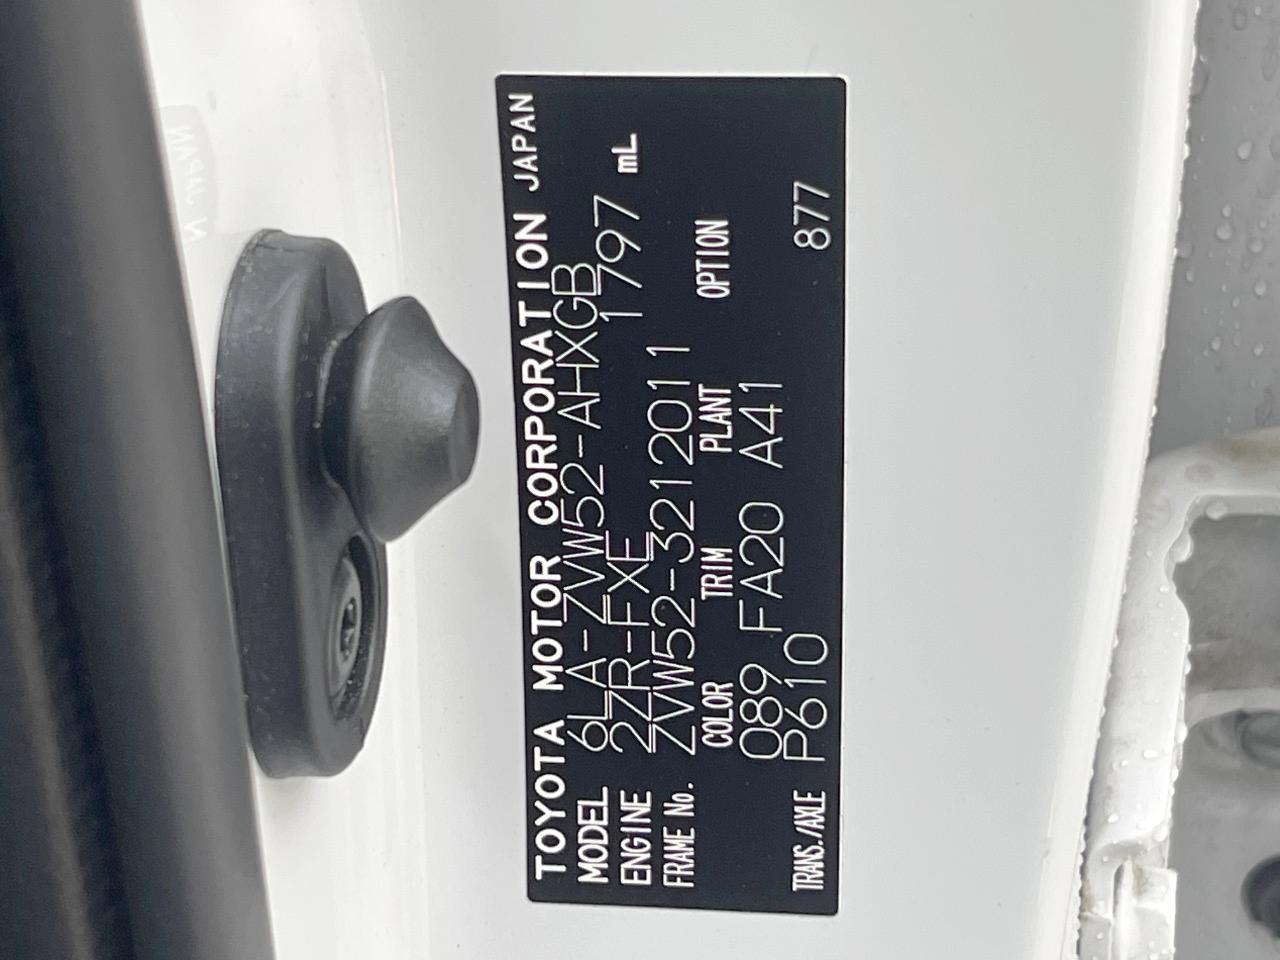 TOYOTA MOTOR CORPORATION JAPAN
MODEL 6LA-ZVW52-AHXGB
ENGINE 2ZR-FXE 1797 mL
FRAME No. ZVW52-3212011
COLOR TRIM PLANT OPTION
089 FA20 A41
TRANS./AXLE P610 877